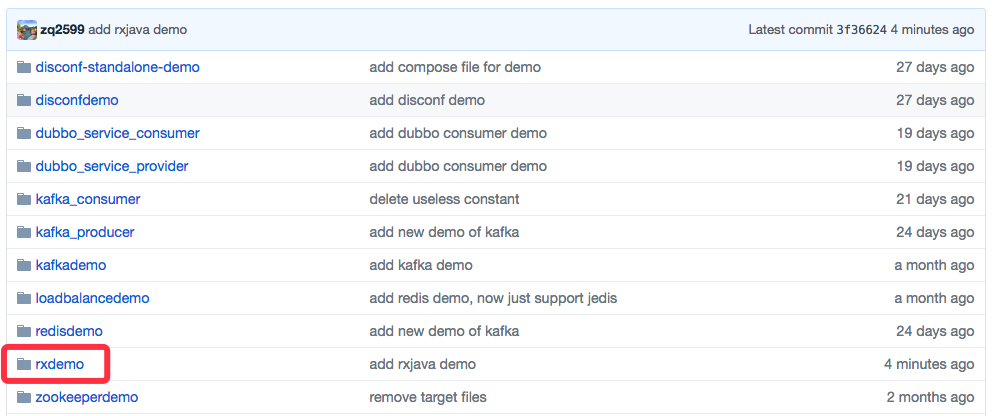 zq2599 add rxjava demo Latest commit 3f36624 4 minutes ago
disconf-standalone-demo add compose file for demo 27 days ago
disconfdemo add disconf demo 27 days ago
dubbo_service_consumer add dubbo consumer demo 19 days ago
dubbo_service_provider add dubbo consumer demo 19 days ago
kafka_consumer delete useless constant 21 days ago
kafka_producer add new demo of kafka 24 days ago
kafkademo add kafka demo a month ago
loadbalancedemo add redis demo, now just support jedis a month ago
redisdemo add new demo of kafka 24 days ago
rxdemo add rxjava demo 4 minutes ago
zookeeperdemo remove target files 2 months ago